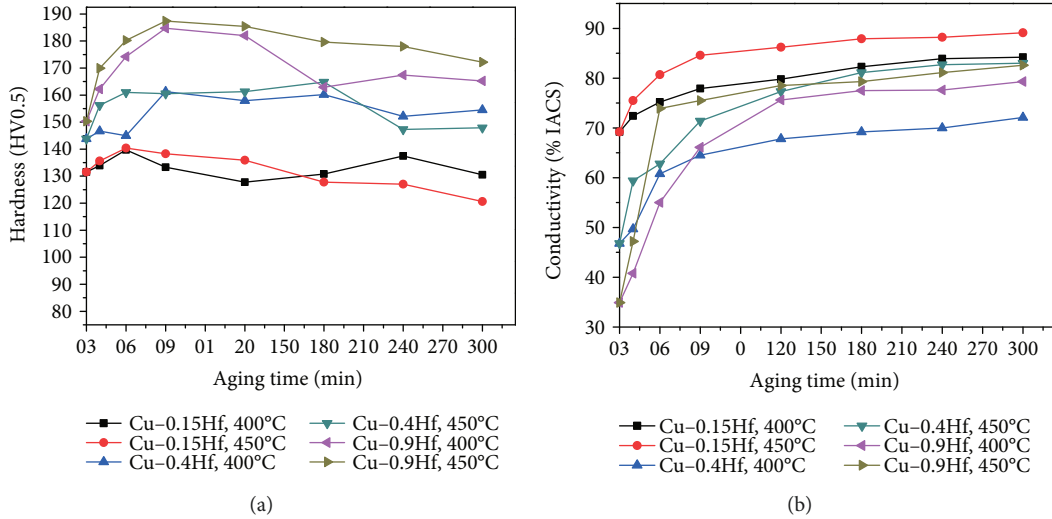 190
180
170
160
150
140
130
120
110
100
90
80
Hardness (HV0.5)
03 06 09 01 20 150 180 210 240 270 300
Aging time (min)
Cu–0.15Hf, 400°C
Cu–0.15Hf, 450°C
Cu–0.4Hf, 400°C
Cu–0.4Hf, 450°C
Cu–0.9Hf, 400°C
Cu–0.9Hf, 450°C
(a)
90
80
70
60
50
40
30
Conductivity (% IACS)
03 06 09 0 120 150 180 210 240 270 300
Aging time (min)
Cu–0.15Hf, 400°C
Cu–0.15Hf, 450°C
Cu–0.4Hf, 400°C
Cu–0.4Hf, 450°C
Cu–0.9Hf, 400°C
Cu–0.9Hf, 450°C
(b)